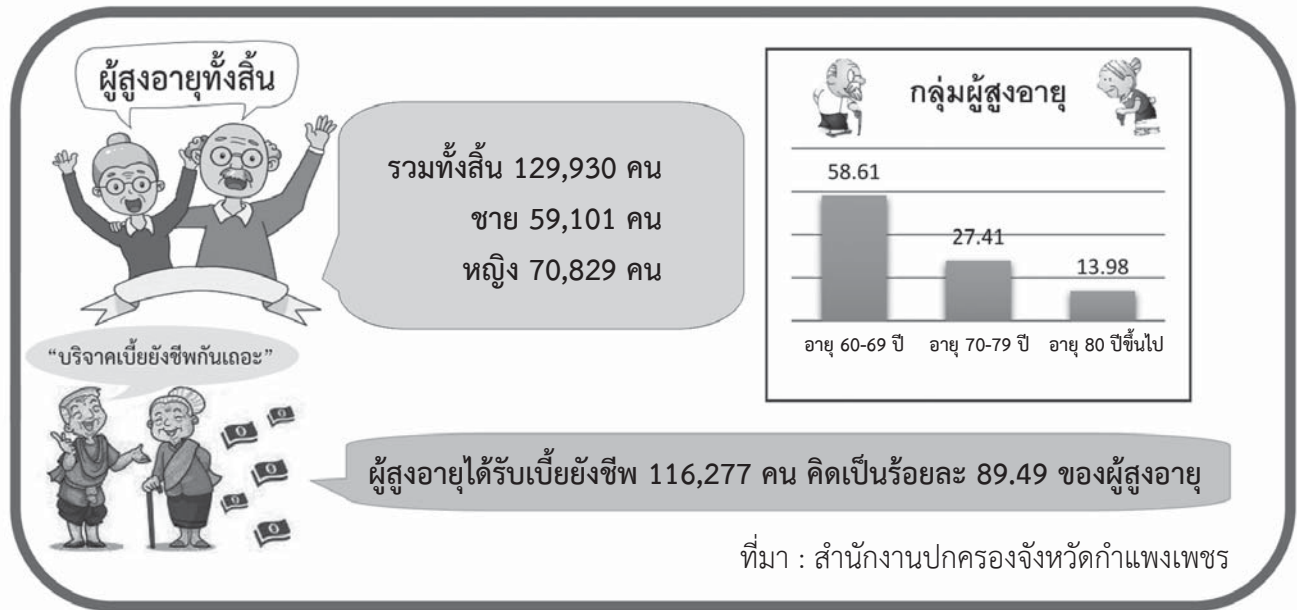 ผู้สูงอายุทั้งสิ้น
รวมทั้งสิ้น 129,930 คน
ชาย 59,101 คน
หญิง 70,829 คน
กลุ่มผู้สูงอายุ
58.61
27.41
13.98
อายุ 60-69 ปี อายุ 70-79 ปี อายุ 80 ปีขึ้นไป
“บริจาคเบี้ยยังชีพกันเถอะ”
ผู้สูงอายุได้รับเบี้ยยังชีพ 116,277 คน คิดเป็นร้อยละ 89.49 ของผู้สูงอายุ
ที่มา : สำนักงานปกครองจังหวัดกำแพงเพชร